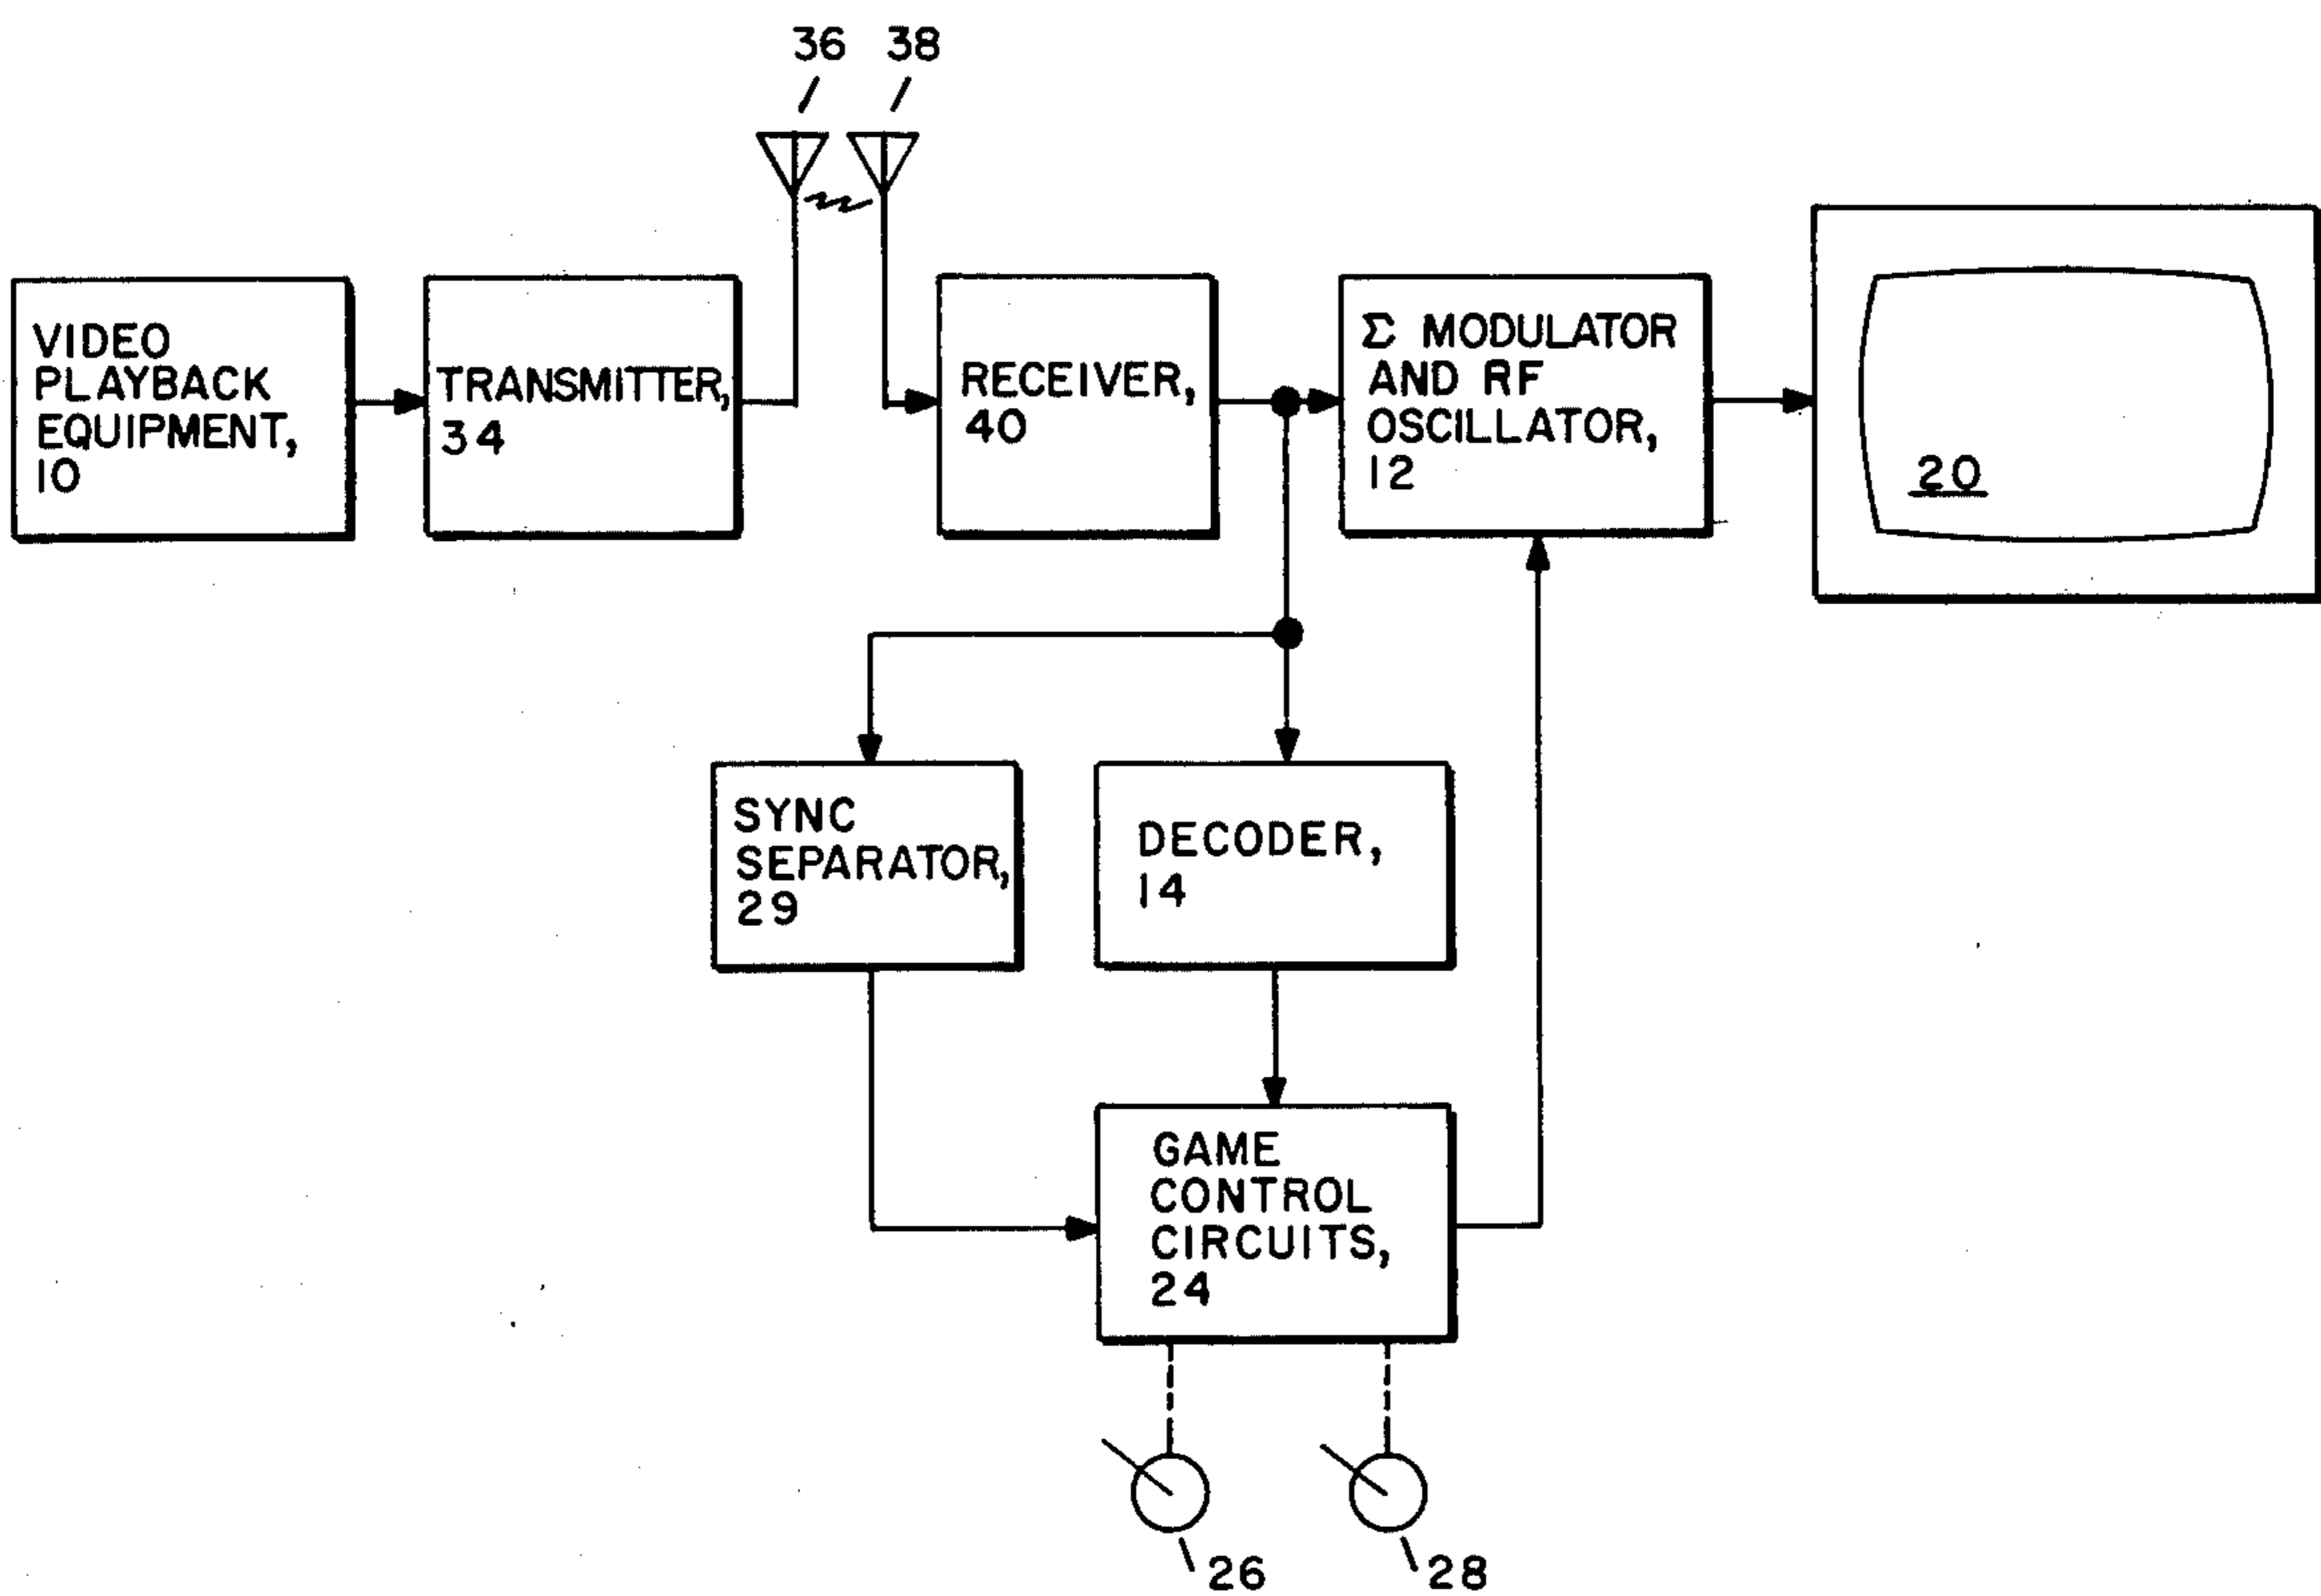 36 38
VIDEO
PLAYBACK
EQUIPMENT,
10
TRANSMITTER,
34
RECEIVER,
40
Σ MODULATOR
AND RF
OSCILLATOR,
12
20
SYNC
SEPARATOR,
29
DECODER,
14
GAME
CONTROL
CIRCUITS,
24
26
28